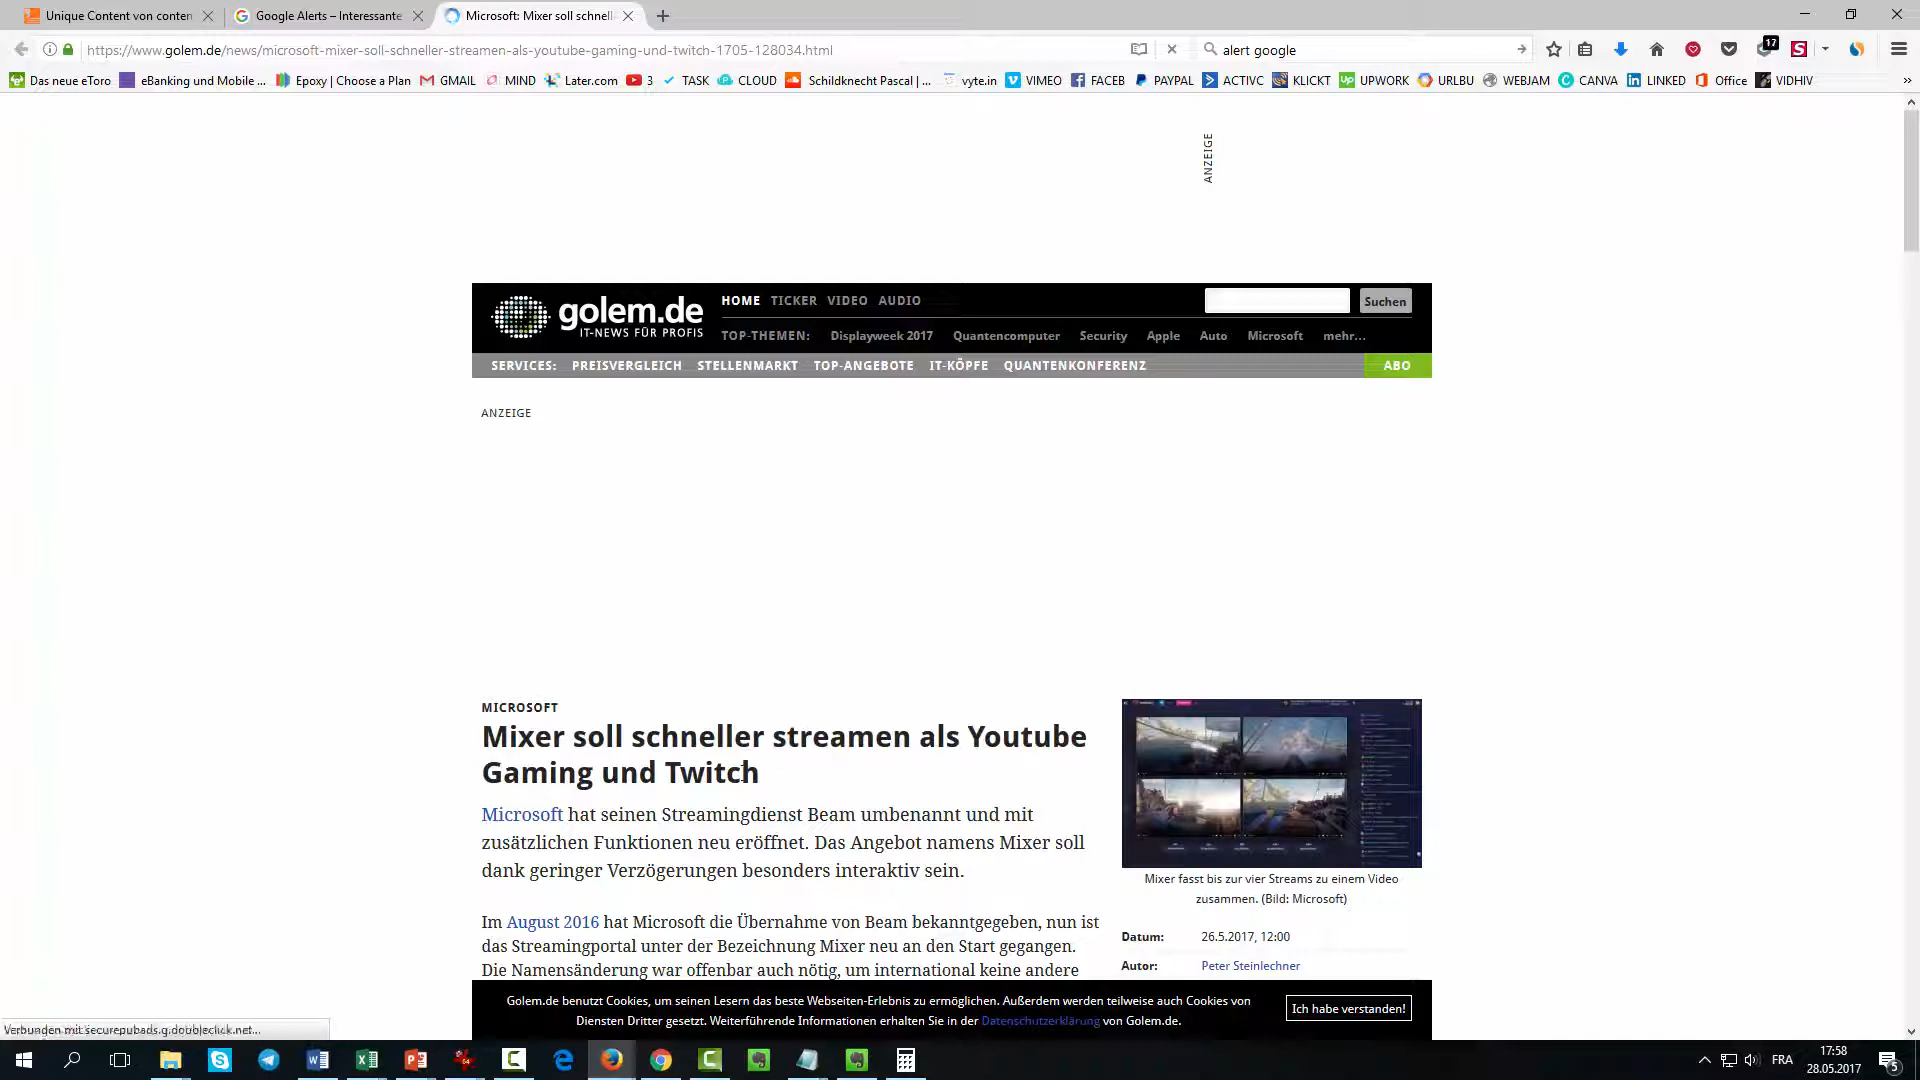 Unique Content von conten
Google Alerts – Interessante
Microsoft: Mixer soll schnell
https://www.golem.de/news/microsoft-mixer-soll-schneller-streamen-als-youtube-gaming-und-twitch-1705-128034.html
alert google
17
Das neue eToro
eBanking und Mobile ...
Epoxy | Choose a Plan
GMAIL
MIND
Later.com
3
TASK
CLOUD
Schildknecht Pascal | ...
vyte.in
VIMEO
FACEB
PAYPAL
ACTIVC
KLICKT
UPWORK
URLBU
WEBJAM
CANVA
LINKED
Office
VIDHIV
ANZEIGE
golem.de
IT-NEWS FÜR PROFIS
HOME TICKER VIDEO AUDIO
Suchen
TOP-THEMEN: Displayweek 2017 Quantencomputer Security Apple Auto Microsoft mehr...
SERVICES: PREISVERGLEICH STELLENMARKT TOP-ANGEBOTE IT-KÖPFE QUANTENKONFERENZ
ABO
ANZEIGE
MICROSOFT
Mixer soll schneller streamen als Youtube
Gaming und Twitch
Microsoft hat seinen Streamingdienst Beam umbenannt und mit
zusätzlichen Funktionen neu eröffnet. Das Angebot namens Mixer soll
dank geringer Verzögerungen besonders interaktiv sein.
Im August 2016 hat Microsoft die Übernahme von Beam bekanntgegeben, nun ist
das Streamingportal unter der Bezeichnung Mixer neu an den Start gegangen.
Die Namensänderung war offenbar auch nötig, um international keine andere
Mixer fasst bis zur vier Streams zu einem Video
zusammen. (Bild: Microsoft)
Datum: 26.5.2017, 12:00
Autor: Peter Steinlechner
Golem.de benutzt Cookies, um seinen Lesern das beste Webseiten-Erlebnis zu ermöglichen. Außerdem werden teilweise auch Cookies von
Diensten Dritter gesetzt. Weiterführende Informationen erhalten Sie in der Datenschutzerklärung von Golem.de.
Ich habe verstanden!
Verbunden mit securepubads.g.doubleclick.net...
FRA
17:58
28.05.2017
5